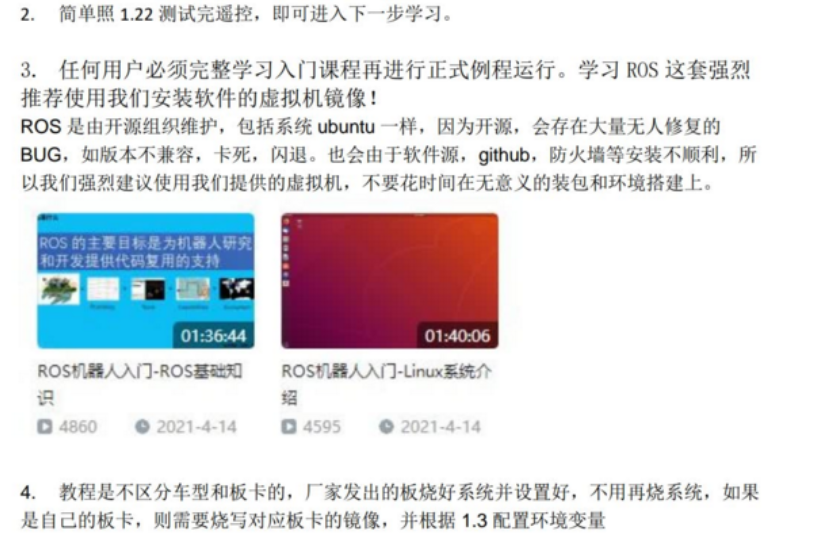 2. 简单照 1.22 测试完遥控，即可进入下一步学习。
3. 任何用户必须完整学习入门课程再进行正式例程运行。学习 ROS 这套强烈
推荐使用我们安装软件的虚拟机镜像！
ROS 是由开源组织维护，包括系统 ubuntu 一样，因为开源，会存在大量无人修复的
BUG，如版本不兼容，卡死，闪退。也会由于软件源，github，防火墙等安装不顺利，所
以我们强烈建议使用我们提供的虚拟机，不要花时间在无意义的装包和环境搭建上。
ROS 的主要目标是为机器人研究
和开发提供代码复用的支持
01:36:44
01:40:06
ROS机器人入门-ROS基础知
识
ROS机器人入门-Linux系统介
绍
4860 2021-4-14
4595 2021-4-14
4. 教程是不区分车型和板卡的，厂家发出的板烧好系统并设置好，不用再烧系统，如果
是自己的板卡，则需要烧写对应板卡的镜像，并根据 1.3 配置环境变量